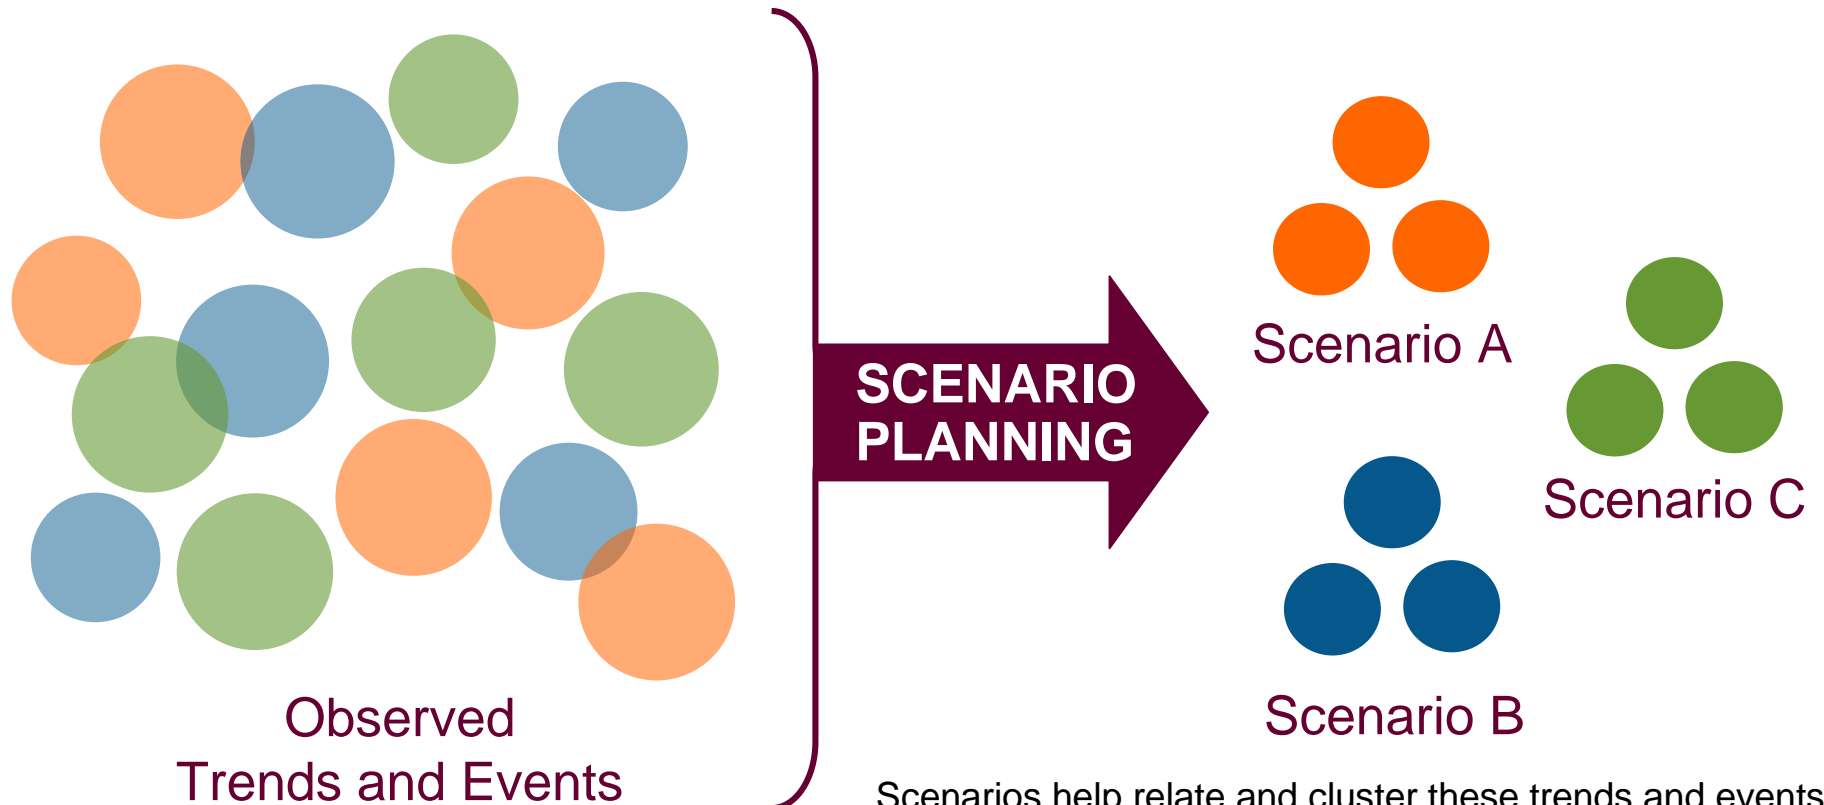 Observed
Trends and Events
SCENARIO
PLANNING
Scenario A
Scenario C
Scenario B
Scenarios help relate and cluster these trends and events